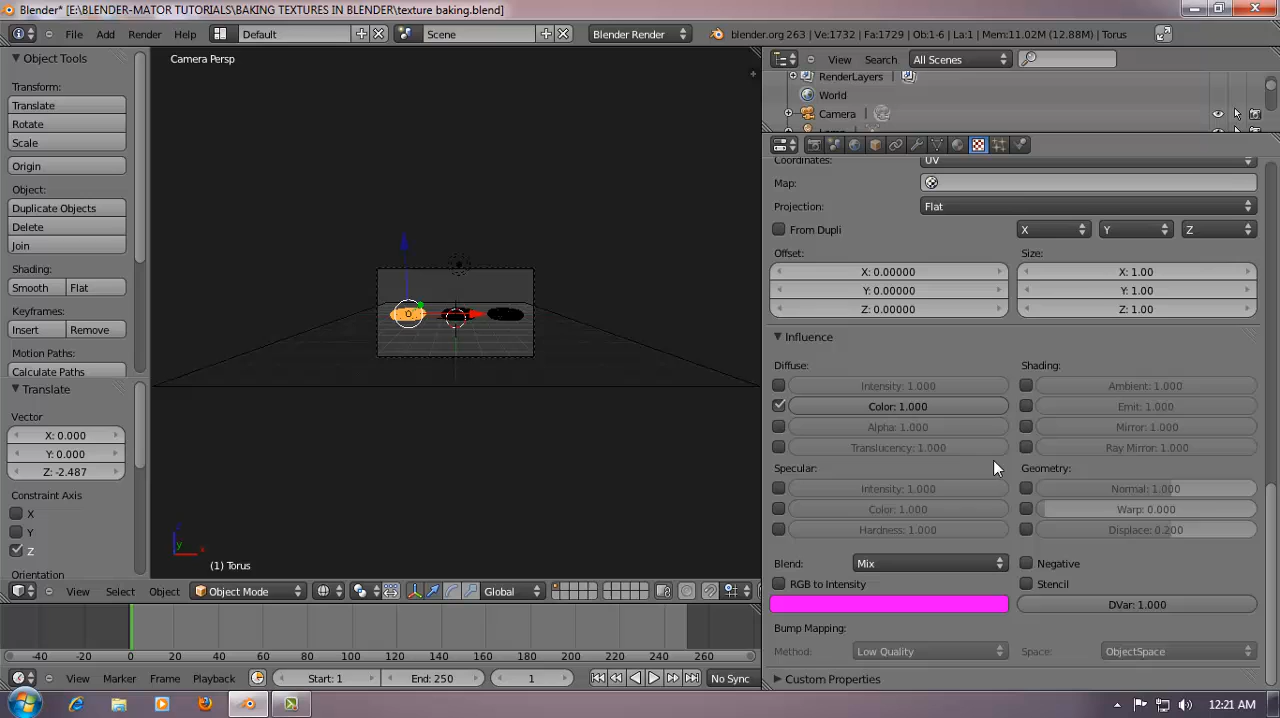 Blender* [E:\BLENDER-MATOR TUTORIALS\BAKING TEXTURES IN BLENDER\texture baking.blend]
File Add Render Help Default Scene Blender Render blender.org 263 | Ve:1732 | Fa:1729 | Ob:1-6 | La:1 | Mem:11.02M (12.88M) | Torus
Object Tools
Transform:
Translate
Rotate
Scale
Origin
Object:
Duplicate Objects
Delete
Join
Shading:
Smooth Flat
Keyframes:
Insert Remove
Motion Paths:
Calculate Paths
Translate
Vector
X: 0.000
Y: 0.000
Z: -2.487
Constraint Axis
X
Y
Z
Orientation
Camera Persp
(1) Torus
View Select Object Object Mode Global
-40 -20 0 20 40 60 80 100 120 140 160 180 200 220 240 260
View Marker Frame Playback Start: 1 End: 250 1 No Sync
View Search All Scenes
RenderLayers
World
Camera
Coordinates: UV
Map:
Projection: Flat
From Dupli X Y Z
Offset: Size:
X: 0.00000 X: 1.00
Y: 0.00000 Y: 1.00
Z: 0.00000 Z: 1.00
Influence
Diffuse: Shading:
Intensity: 1.000 Ambient: 1.000
Color: 1.000 Emit: 1.000
Alpha: 1.000 Mirror: 1.000
Translucency: 1.000 Ray Mirror: 1.000
Specular: Geometry:
Intensity: 1.000 Normal: 1.000
Color: 1.000 Warp: 0.000
Hardness: 1.000 Displace: 0.200
Blend: Mix Negative
RGB to Intensity Stencil
DVar: 1.000
Bump Mapping:
Method: Low Quality Space: ObjectSpace
Custom Properties
12:21 AM